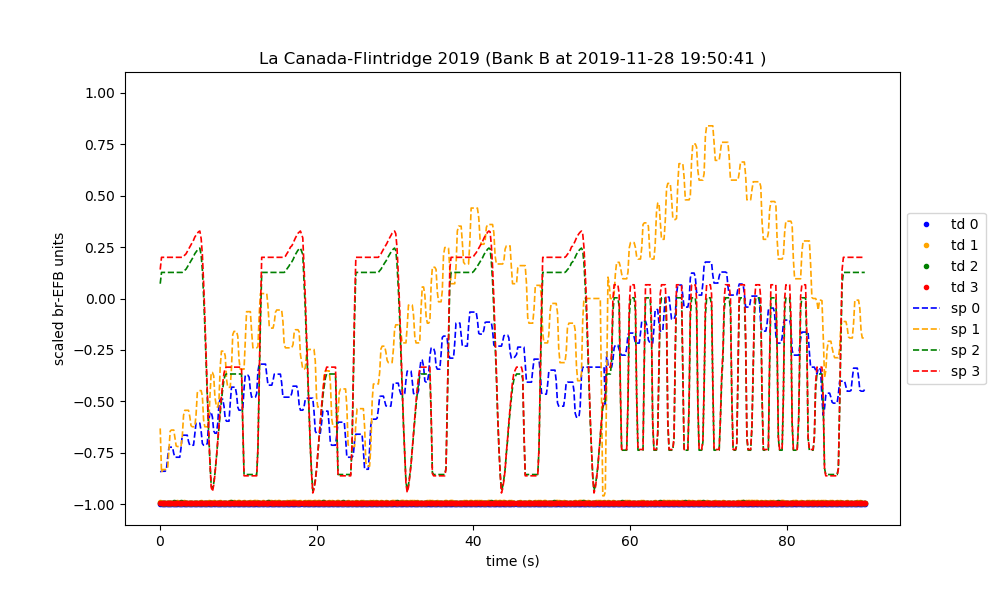 La Canada-Flintridge 2019 (Bank B at 2019-11-28 19:50:41 )
1.00
0.75
0.50
0.25
0.00
−0.25
−0.50
−0.75
−1.00
scaled br-EFB units
0
20
40
60
80
time (s)
td 0
td 1
td 2
td 3
sp 0
sp 1
sp 2
sp 3